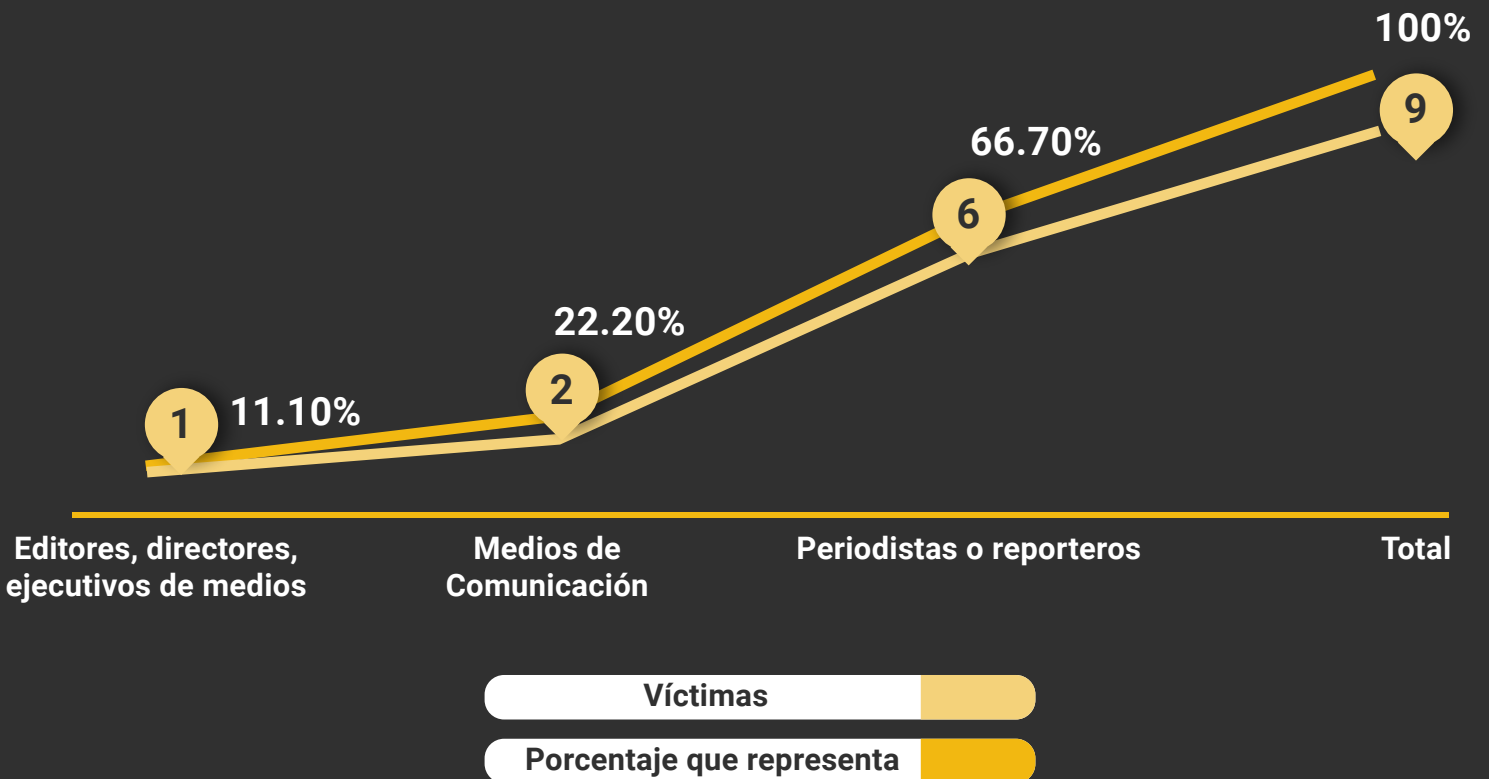 100%
9
66.70%
6
22.20%
2
11.10%
1
Editores, directores,
ejecutivos de medios
Medios de
Comunicación
Periodistas o reporteros
Total
Víctimas
Porcentaje que representa